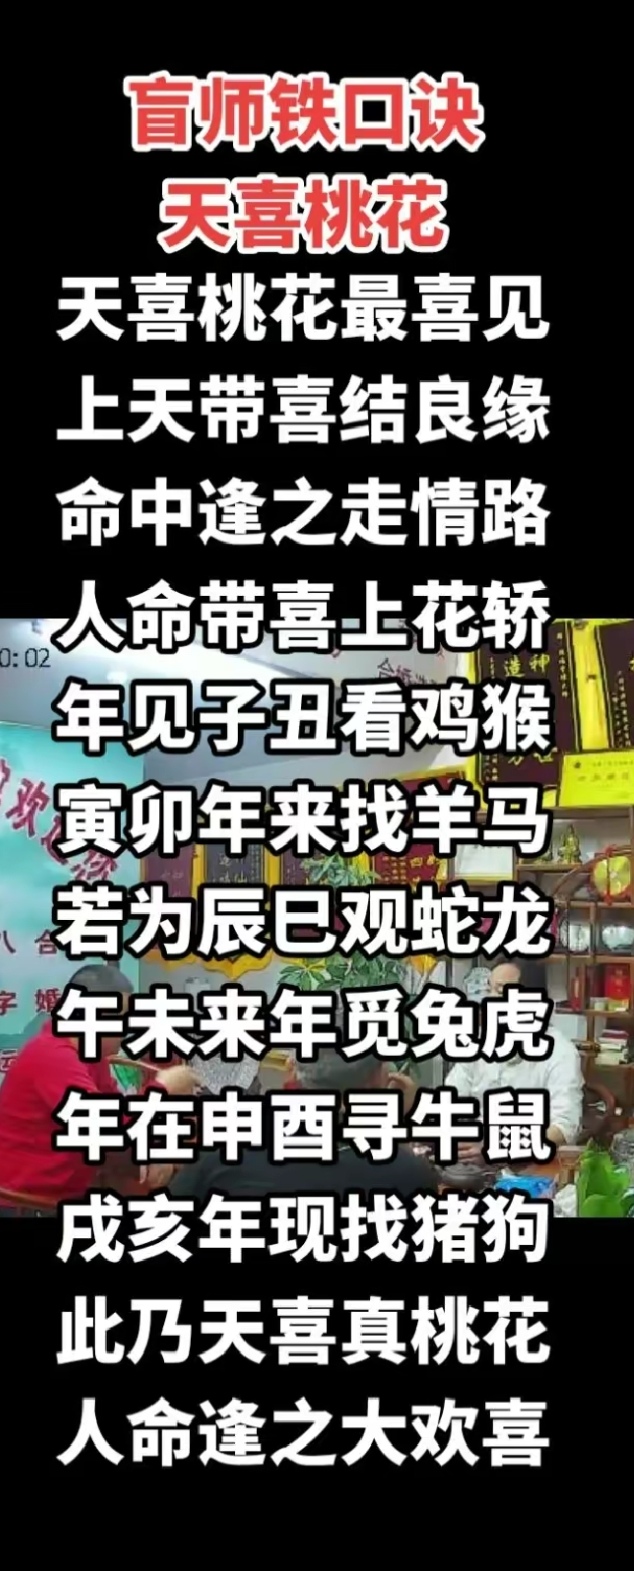 盲师铁口诀
天喜桃花
天喜桃花最喜见
上天带喜结良缘
命中逢之走情路
人命带喜上花轿
0:02
年见子丑看鸡猴
寅卯年来找羊马
若为辰巳观蛇龙
午未来年觅兔虎
年在申酉寻牛鼠
戌亥年现找猪狗
此乃天喜真桃花
人命逢之大欢喜